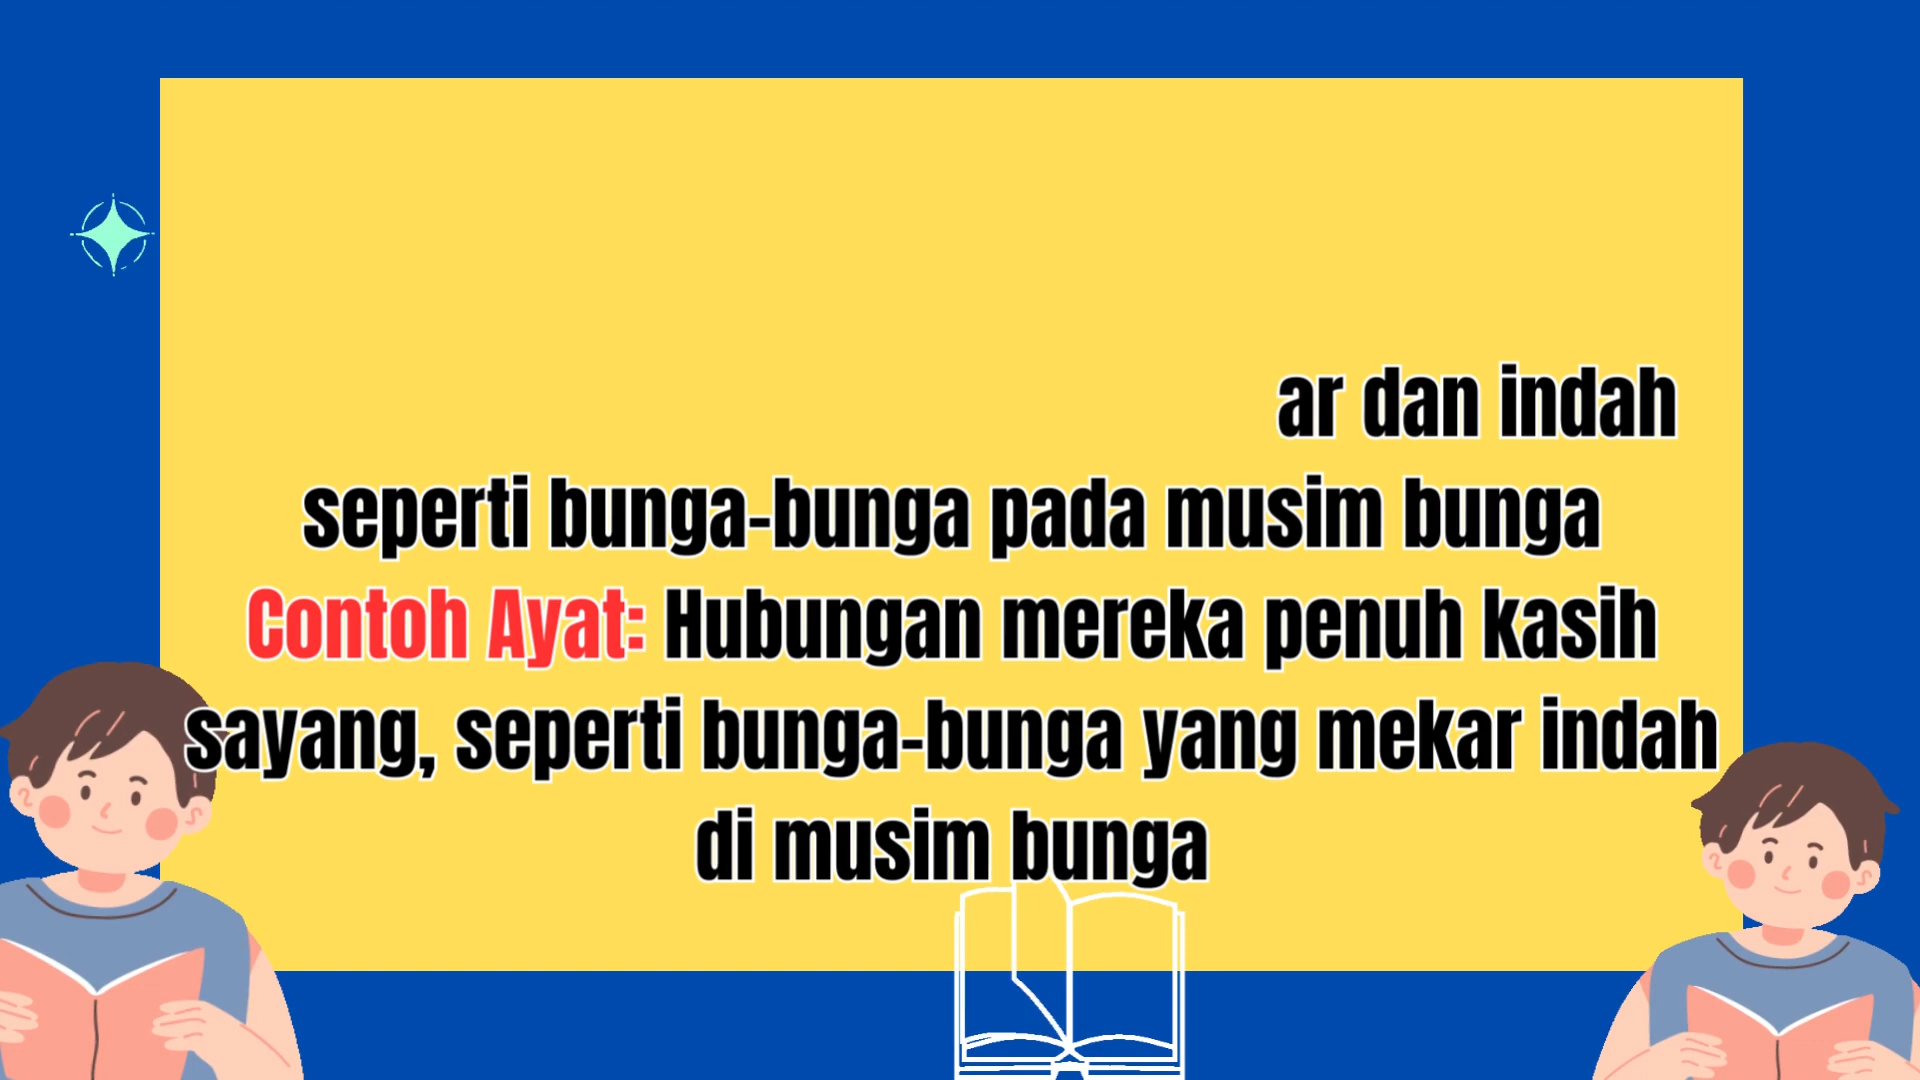 ar dan indah
seperti bunga-bunga pada musim bunga
Contoh Ayat: Hubungan mereka penuh kasih
sayang, seperti bunga-bunga yang mekar indah
di musim bunga